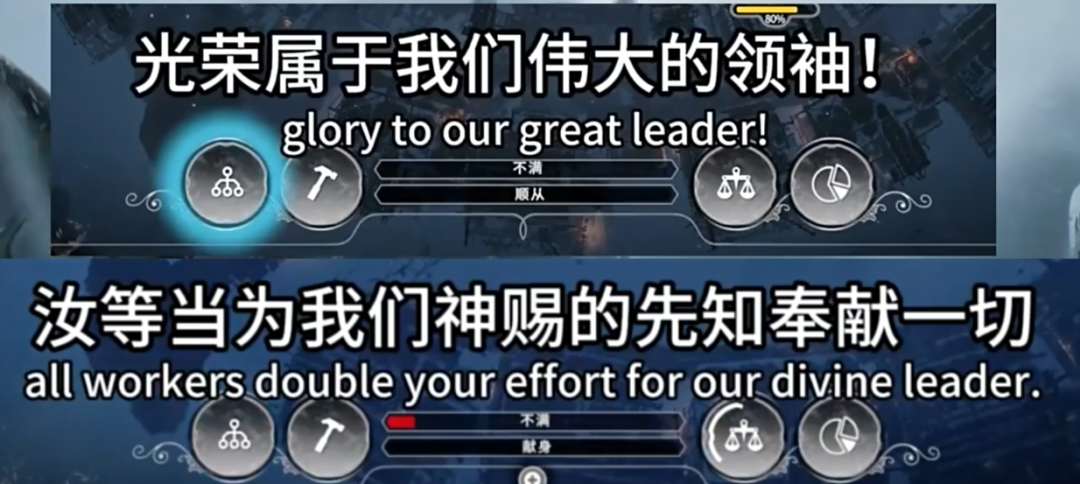 80%
光荣属于我们伟大的领袖！
glory to our great leader!
不满
顺从
汝等当为我们神赐的先知奉献一切
all workers double your effort for our divine leader.
不满
献身